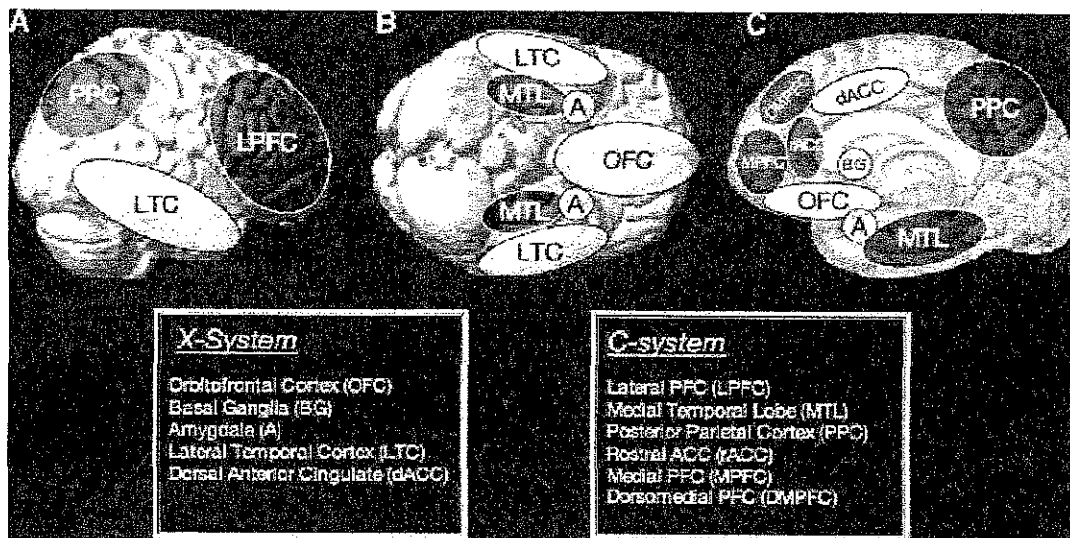 A
B
C
PPC
LPFC
LTC
LTC
MTL
A
OFC
MTL
A
LTC
dACC
PPC
BG
OFC
A
MTL
X-System
Orbitofrontal Cortex (OFC)
Basal Ganglia (BG)
Amygdala (A)
Lateral Temporal Cortex (LTC)
Dorsal Anterior Cingulate (dACC)
C-system
Lateral PFC (LPFC)
Medial Temporal Lobe (MTL)
Posterior Parietal Cortex (PPC)
Rostral ACC (rACC)
Medial PFC (MPFC)
Dorsomedial PFC (DMPFC)